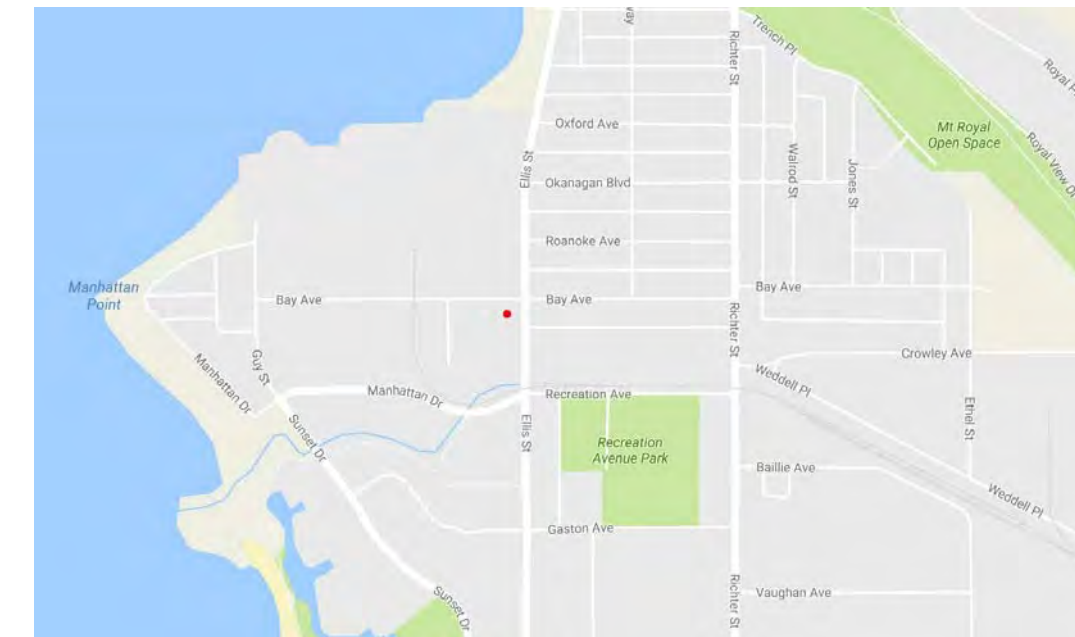 way
Richter St
Trench Pl
Royal
Oxford Ave
Mt Royal
Open Space
Royal View Dr
Ellis St
Walrod St
Jones St
Okanagan Blvd
Roanoke Ave
Manhattan
Point
Bay Ave
Bay Ave
Bay Ave
Richter St
Guy St
Crowley Ave
Manhattan Dr
Manhattan Dr
Weddell Pl
Recreation Ave
Ethel St
Sunset Dr
Ellis St
Recreation
Avenue Park
Baillie Ave
Weddell Pl
Gaston Ave
Sunset Dr
Richter St
Vaughan Ave